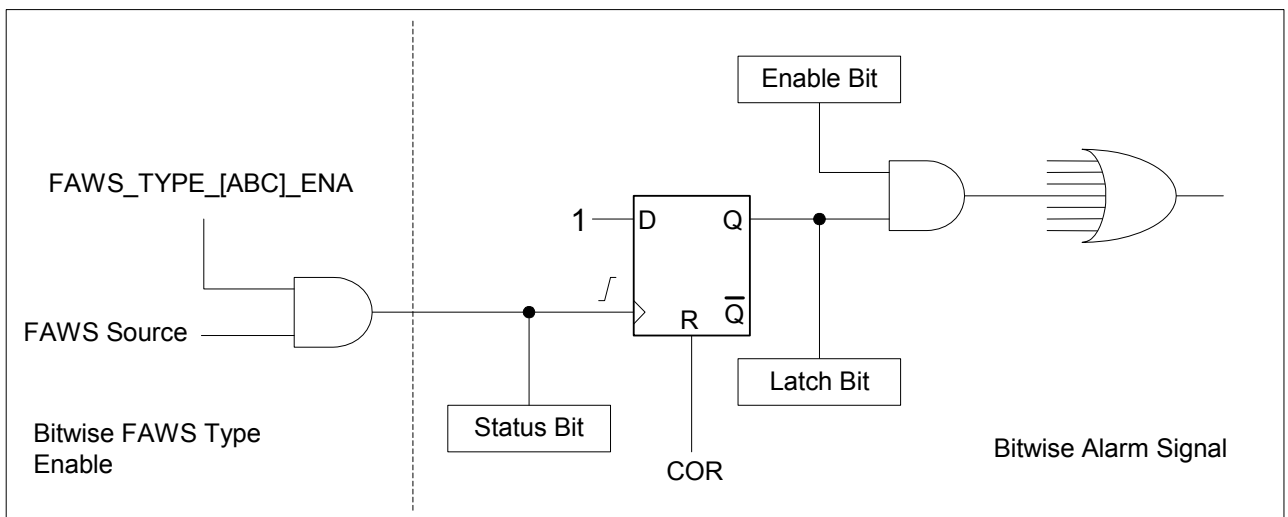 Enable Bit
FAWS_TYPE_[ABC]_ENA
1
D
Q
FAWS Source
R
Q̅
Latch Bit
Status Bit
Bitwise FAWS Type
Enable
COR
Bitwise Alarm Signal